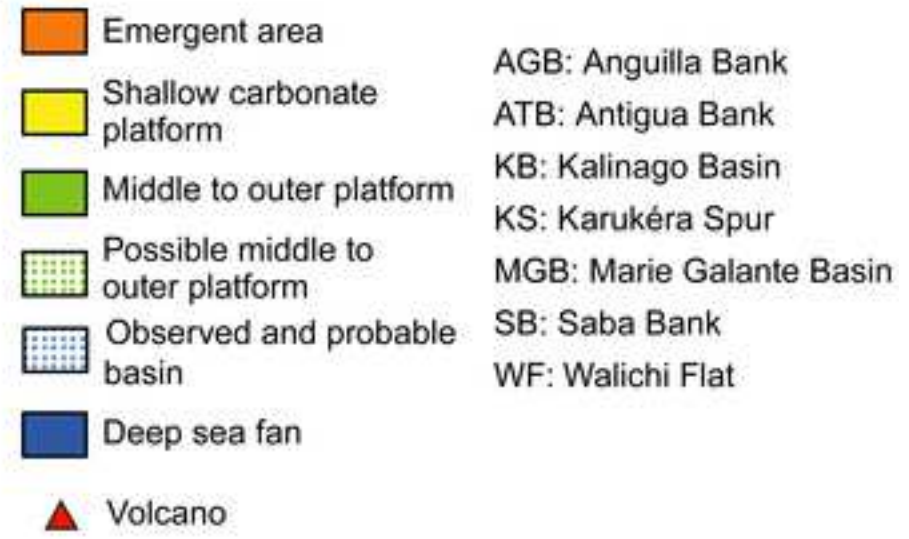 Emergent area
Shallow carbonate
platform
Middle to outer platform
Possible middle to
outer platform
Observed and probable
basin
Deep sea fan
Volcano
AGB: Anguilla Bank
ATB: Antigua Bank
KB: Kalinago Basin
KS: Karukéra Spur
MGB: Marie Galante Basin
SB: Saba Bank
WF: Walichi Flat